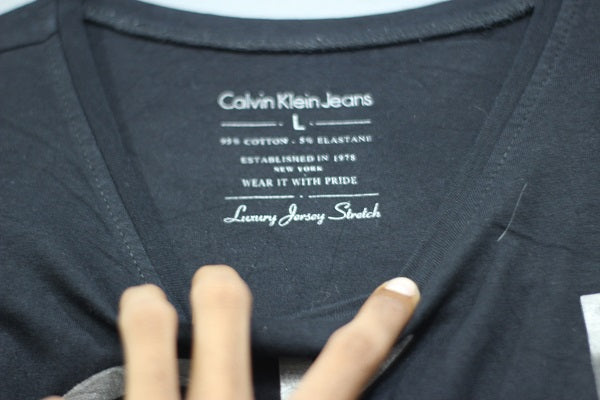 Calvin Klein Jeans
L
95% COTTON - 5% ELASTANE
ESTABLISHED IN 1978
NEW YORK
WEAR IT WITH PRIDE
Luxury Jersey Stretch